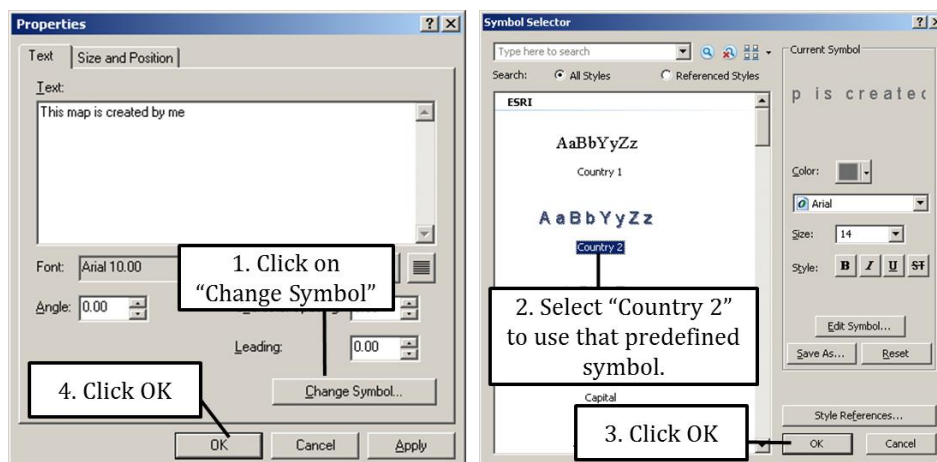 Properties
Text
Size and Position
Text:
This map is created by me
Font:
Arial 10.00
Angle:
0.00
Leading:
0.00
Change Symbol...
OK
Cancel
Apply
1. Click on
“Change Symbol”
4. Click OK
Symbol Selector
Type here to search
Search:
All Styles
Referenced Styles
ESRI
AaBbYyZz
Country 1
AaBbYyZz
Country 2
Capital
2. Select “Country 2”
to use that predefined
symbol.
3. Click OK
Current Symbol
p is created
Color:
Arial
Size:
14
Style:
B I U ST
Edit Symbol...
Save As...
Reset
Style References...
OK
Cancel